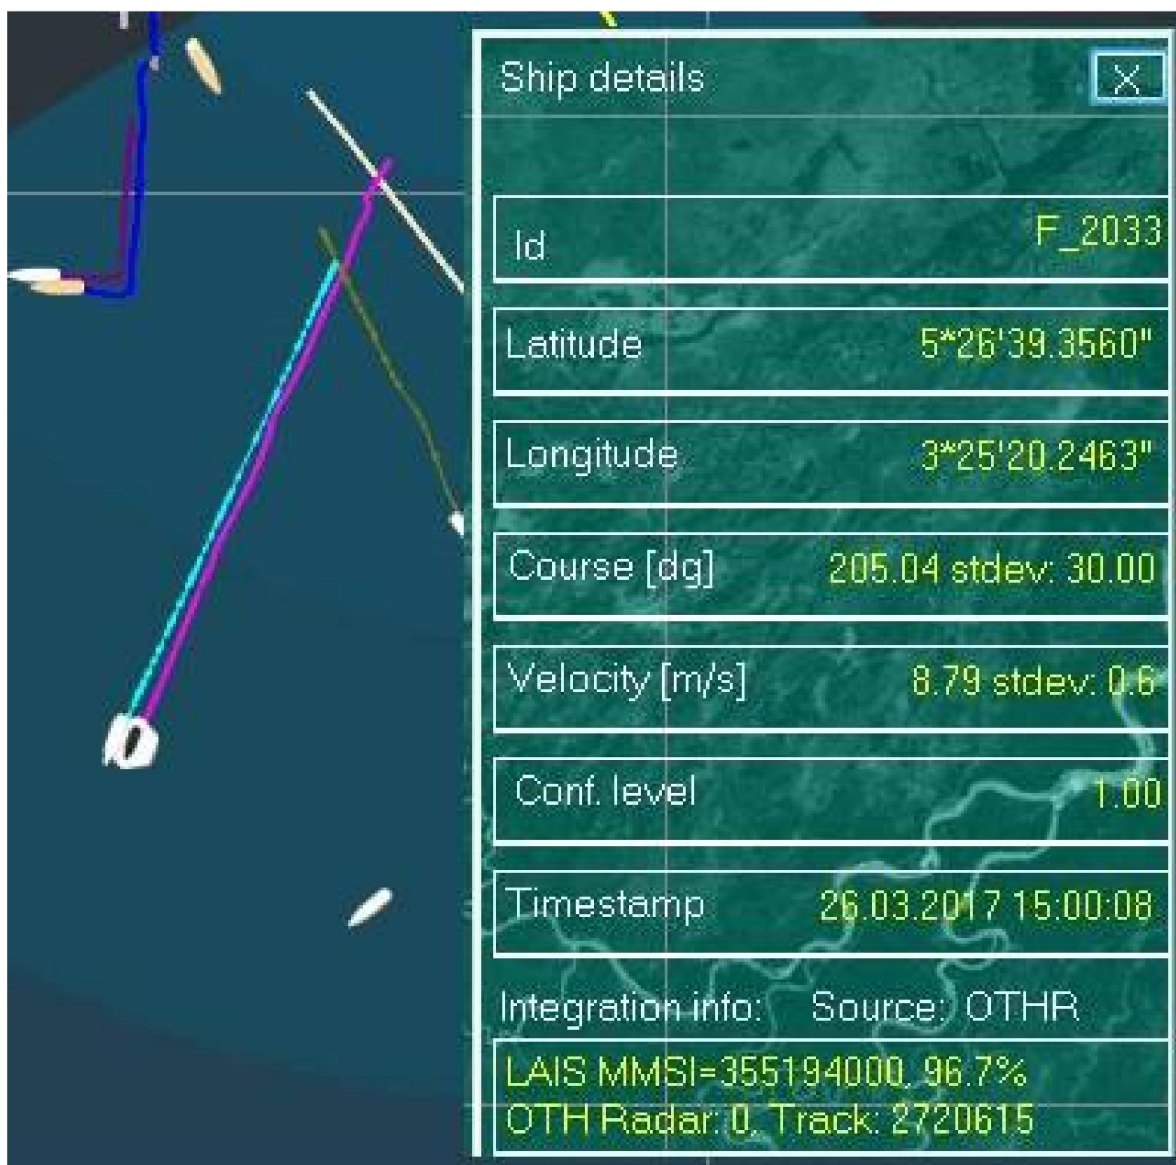 Ship details X
Id F_2033
Latitude 5*26'39.3560"
Longitude 3*25'20.2463"
Course [dg] 205.04 stdev: 30.00
Velocity [m/s] 8.79 stdev: 0.6
Conf. level 1.00
Timestamp 26.03.2017 15:00:08
Integration info: Source: OTHR
LAIS MMSI=355194000, 96.7%
OTH Radar: 0, Track: 2720615